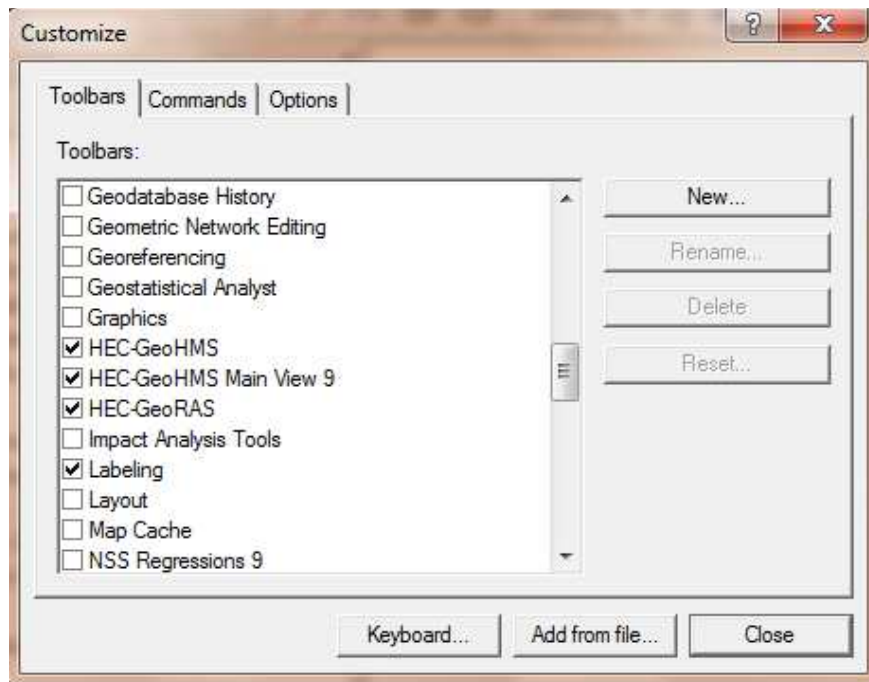 Customize
?
X
Toolbars Commands Options
Toolbars:
Geodatabase History
Geometric Network Editing
Georeferencing
Geostatistical Analyst
Graphics
HEC-GeoHMS
HEC-GeoHMS Main View 9
HEC-GeoRAS
Impact Analysis Tools
Labeling
Layout
Map Cache
NSS Regressions 9
New...
Rename...
Delete
Reset...
Keyboard... Add from file... Close